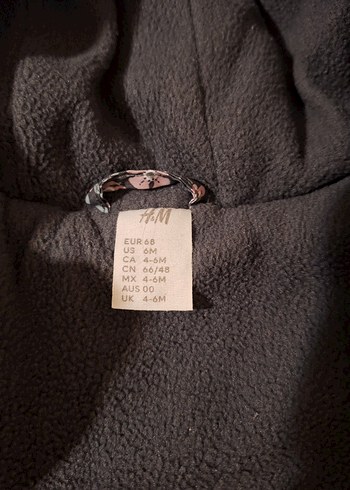 H&M
EUR 68
US 6M
CA 4-6M
CN 66/48
MX 4-6M
AUS 00
UK 4-6M